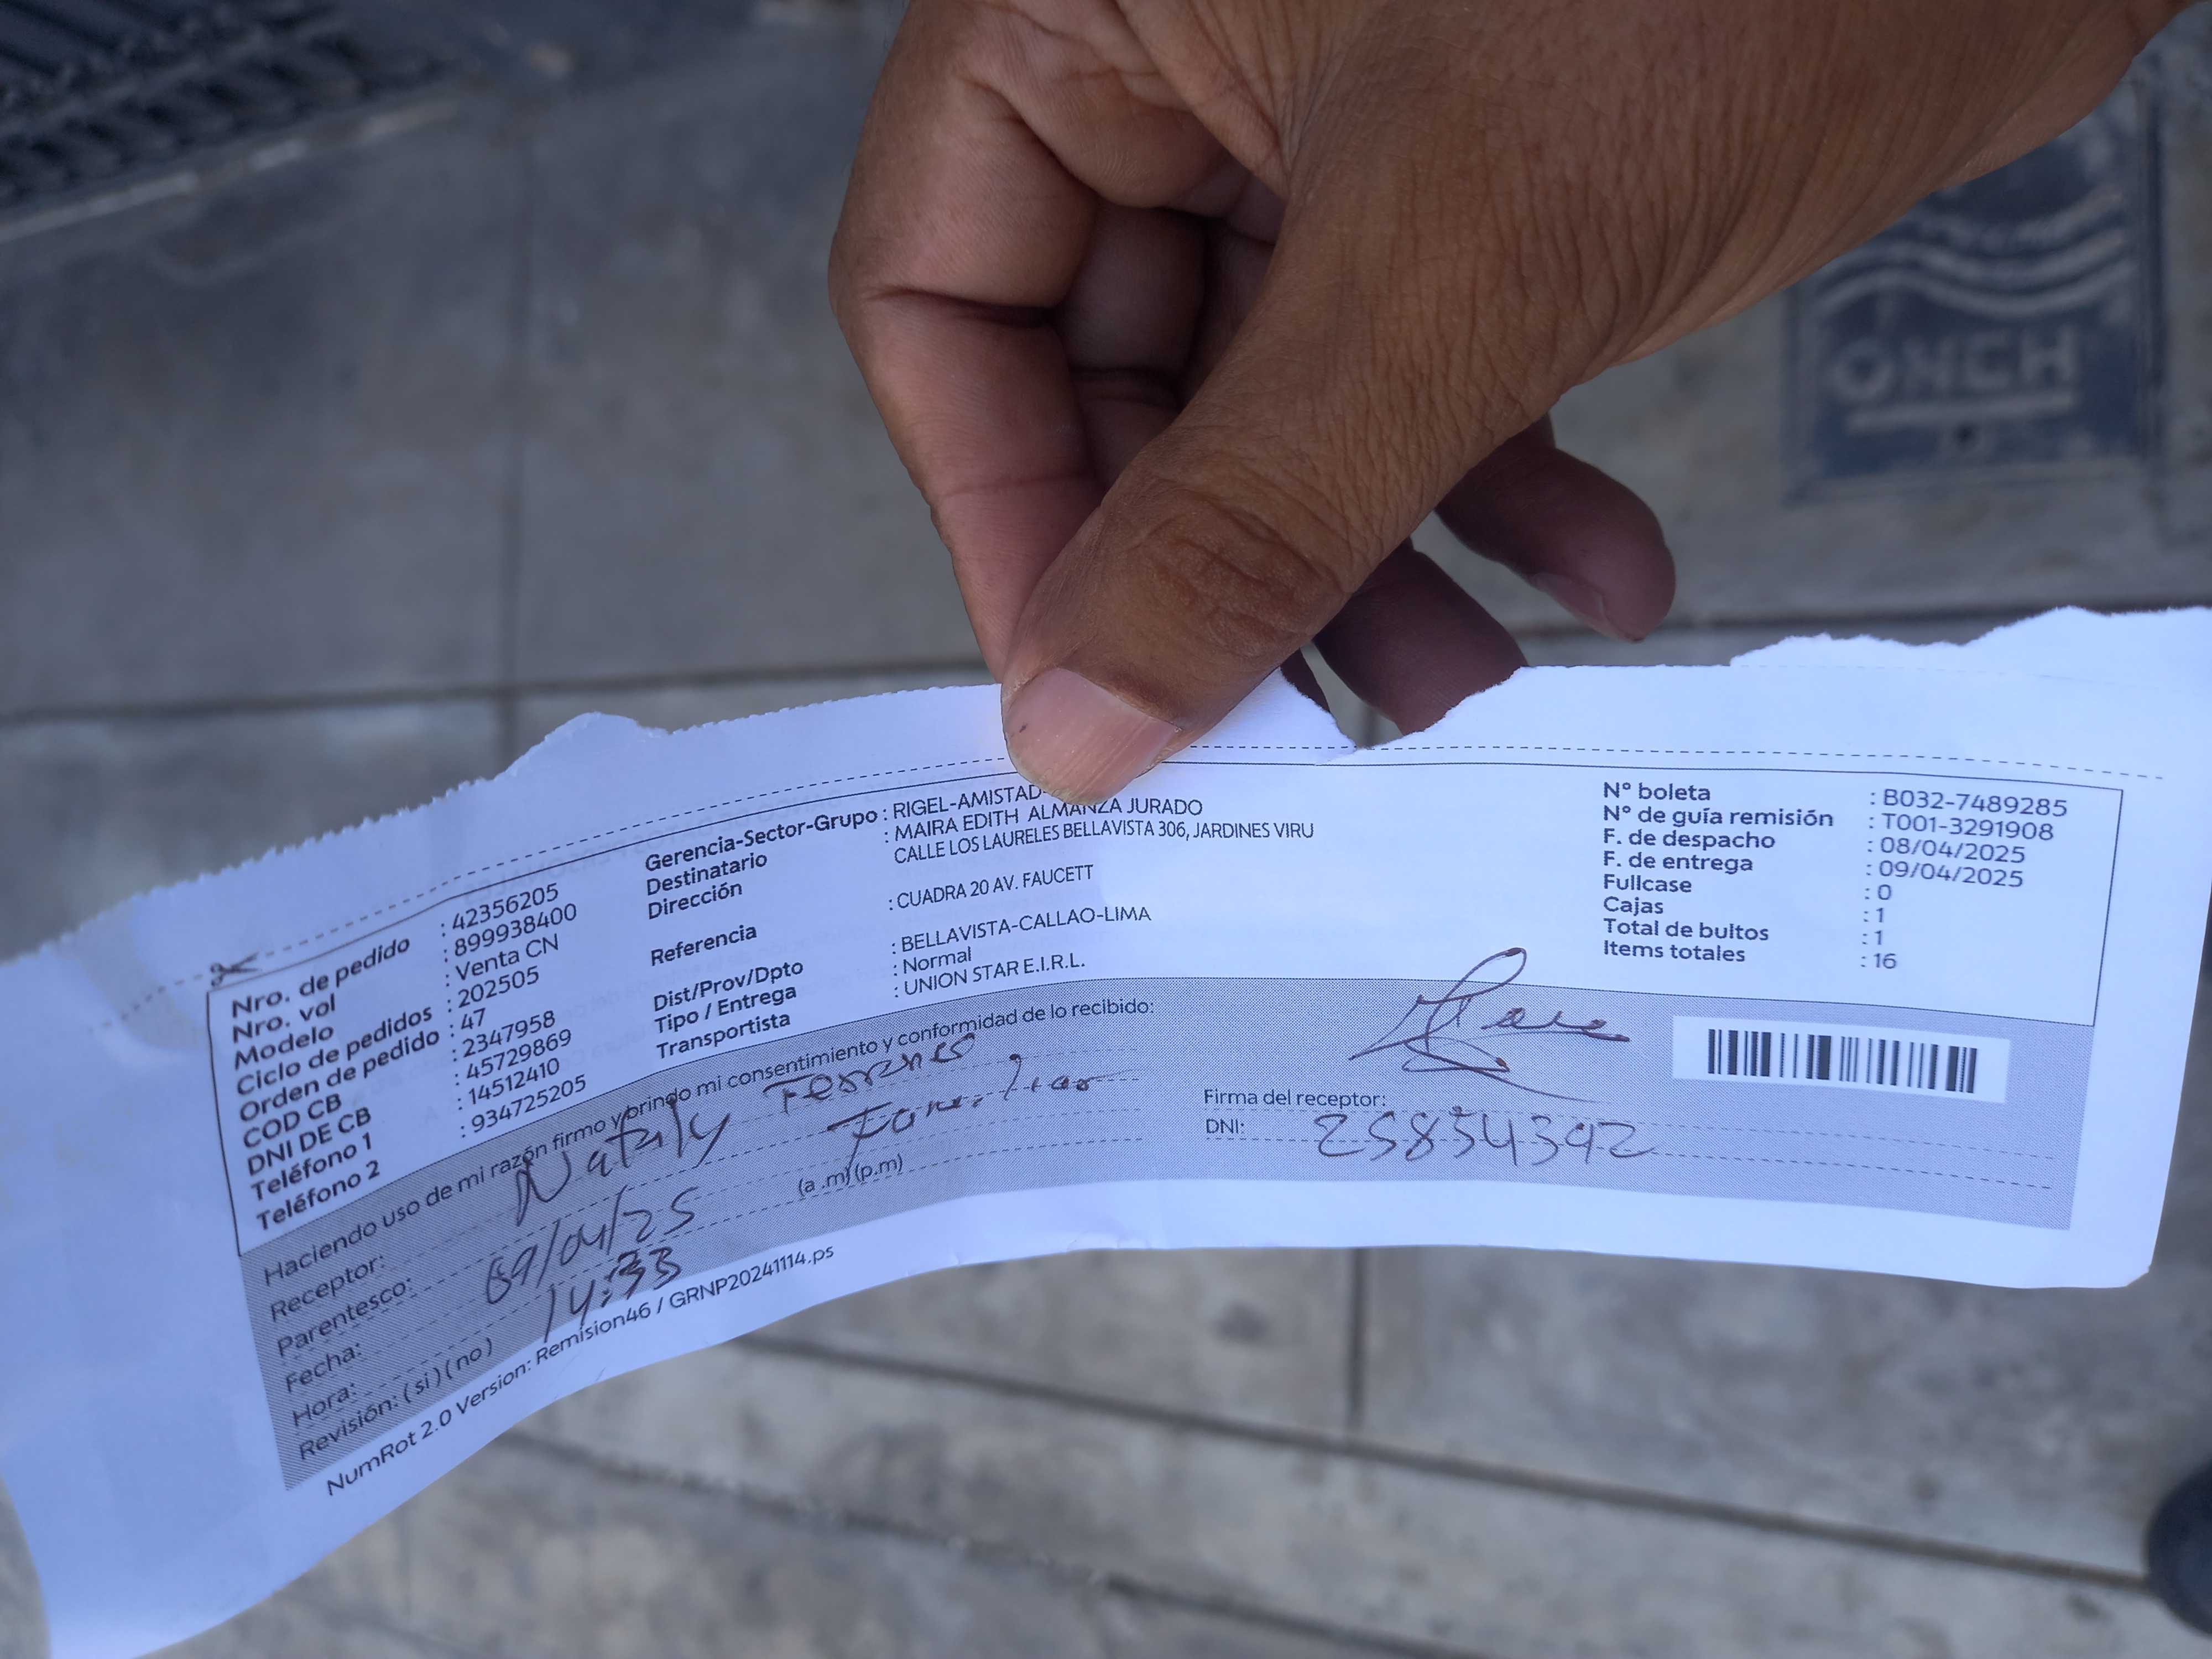 ONCH
Nro. de pedido : 42356205
Nro. vol : 899938400
Modelo : Venta CN
Ciclo de pedidos : 202505
Orden de pedido : 47
COD CB : 2347958
DNI DE CB : 45729869
Teléfono 1 : 14512410
Teléfono 2 : 934725205
Gerencia-Sector-Grupo : RIGEL-AMISTAD-
Destinatario : MAIRA EDITH ALMANZA JURADO
Dirección CALLE LOS LAURELES BELLAVISTA 306, JARDINES VIRU
Referencia : CUADRA 20 AV. FAUCETT
Dist/Prov/Dpto : BELLAVISTA-CALLAO-LIMA
Tipo / Entrega : Normal
Transportista : UNION STAR E.I.R.L.
N° boleta : B032-7489285
N° de guía remisión : T001-3291908
F. de despacho : 08/04/2025
F. de entrega : 09/04/2025
Fullcase : 0
Cajas : 1
Total de bultos : 1
Items totales : 16
Haciendo uso de mi razón firmo y brindo mi consentimiento y conformidad de lo recibido:
Receptor: Nataly
Parentesco:
Fecha: 09/04/25
Hora: 14:33 (a .m) (p.m)
Revisión: ( si ) ( no )
Firma del receptor:
DNI: 25834392
NumRot 2.0 Version: Remision46 / GRNP20241114.ps